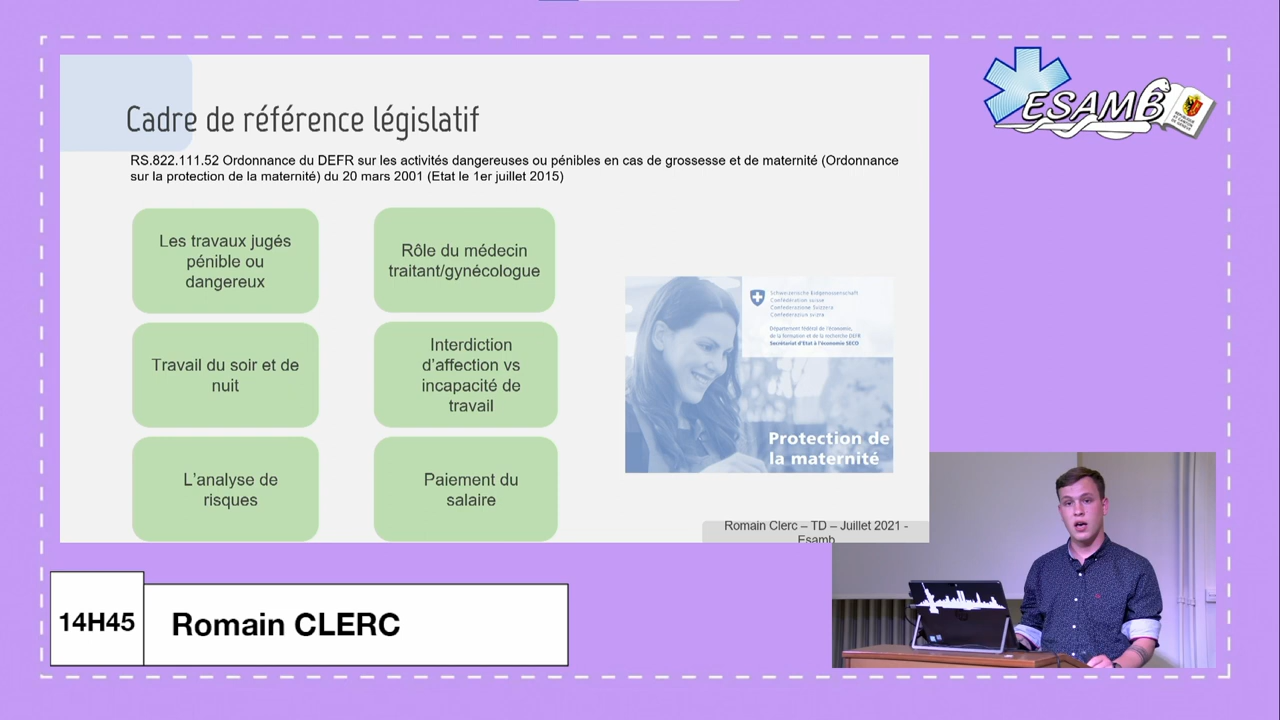 Cadre de référence législatif
RS.822.111.52 Ordonnance du DEFR sur les activités dangereuses ou pénibles en cas de grossesse et de maternité (Ordonnance
sur la protection de la maternité) du 20 mars 2001 (Etat le 1er juillet 2015)
Les travaux jugés
pénible ou
dangereux
Rôle du médecin
traitant/gynécologue
Travail du soir et de
nuit
Interdiction
d'affection vs
incapacité de
travail
L'analyse de
risques
Paiement du
salaire
Schweizerische Eidgenossenschaft
Confédération suisse
Confederazione Svizzera
Confederaziun svizra
Département fédéral de l'économie,
de la formation et de la recherche DEFR
Secrétariat d'Etat à l'économie SECO
Protection de
la maternité
Romain Clerc – TD – Juillet 2021 -
Esamb
ESAMB
14H45
Romain CLERC